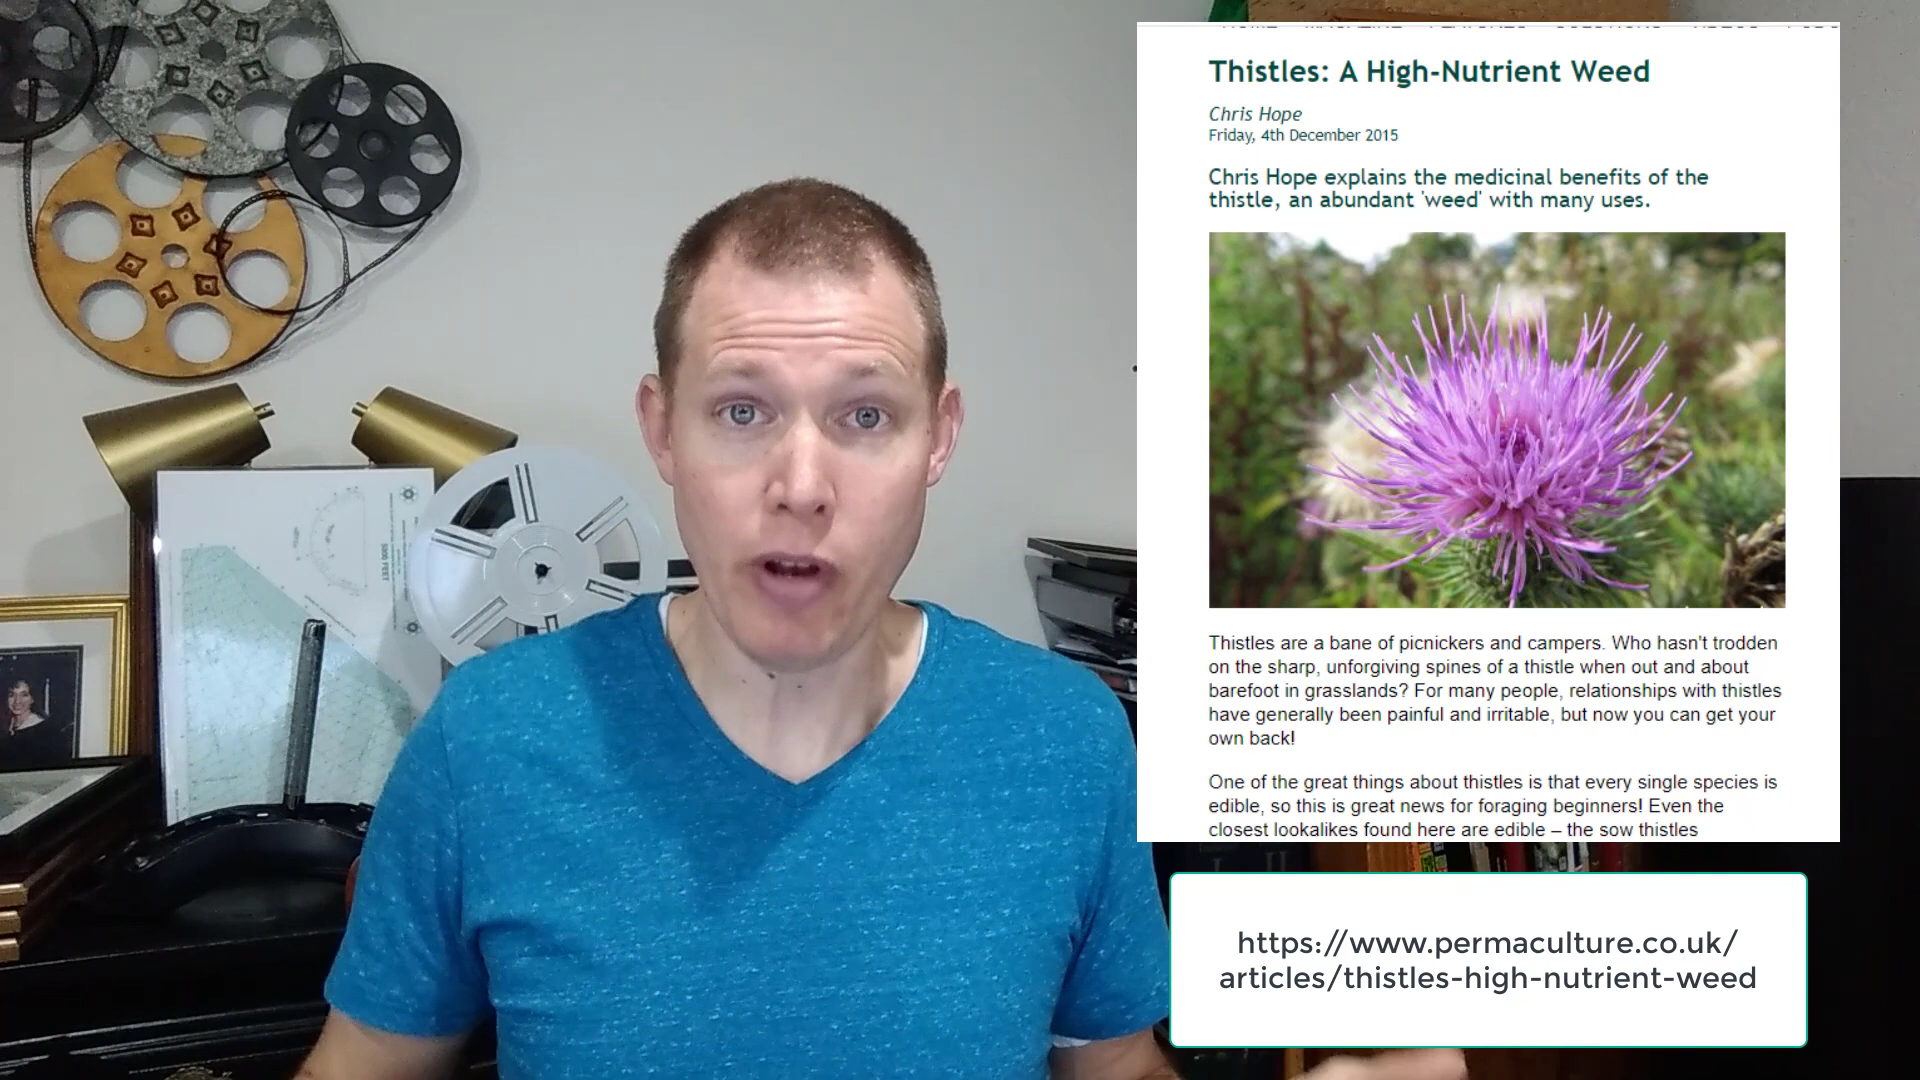 Thistles: A High-Nutrient Weed
Chris Hope
Friday, 4th December 2015
Chris Hope explains the medicinal benefits of the
thistle, an abundant 'weed' with many uses.
Thistles are a bane of picnickers and campers. Who hasn't trodden
on the sharp, unforgiving spines of a thistle when out and about
barefoot in grasslands? For many people, relationships with thistles
have generally been painful and irritable, but now you can get your
own back!
One of the great things about thistles is that every single species is
edible, so this is great news for foraging beginners! Even the
closest lookalikes found here are edible – the sow thistles
https://www.permaculture.co.uk/
articles/thistles-high-nutrient-weed
5000 FEET